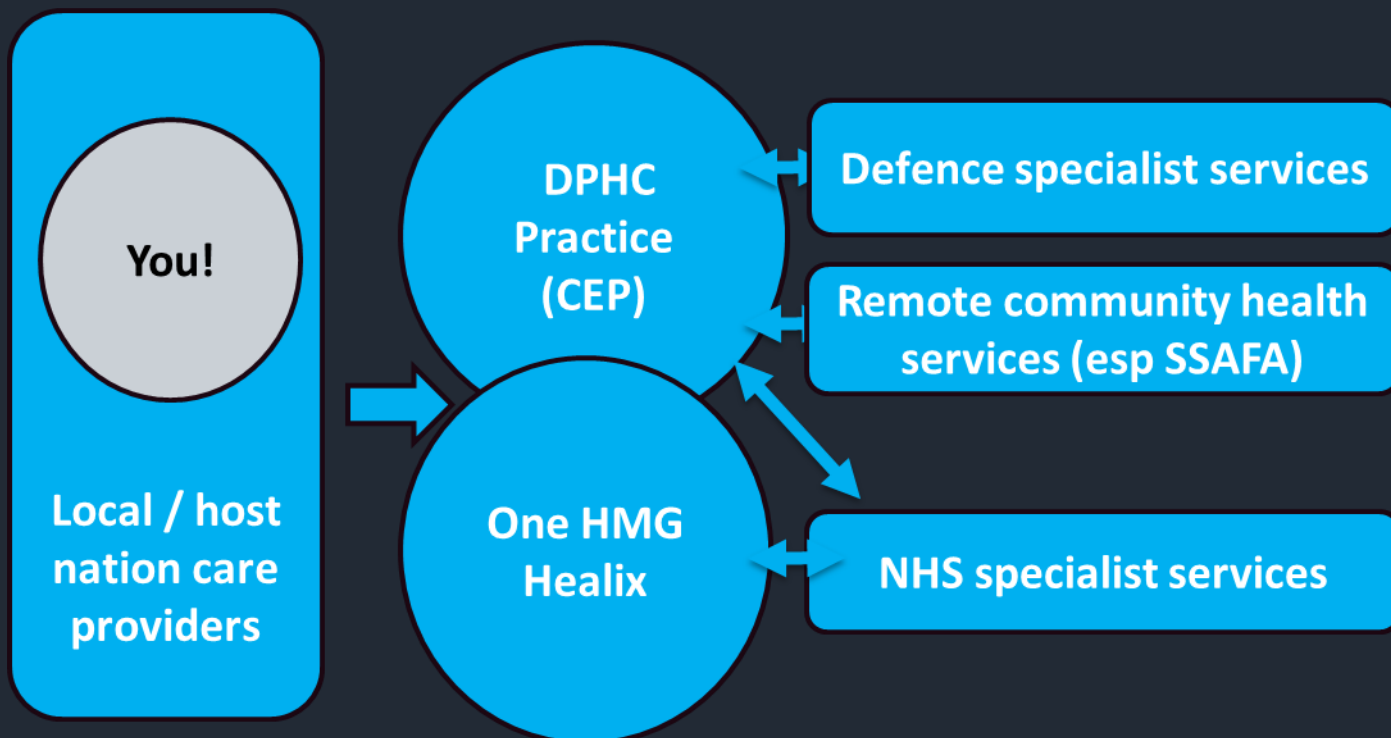 You!
Local / host
nation care
providers
DPHC
Practice
(CEP)
One HMG
Healix
Defence specialist services
Remote community health
services (esp SSAFA)
NHS specialist services